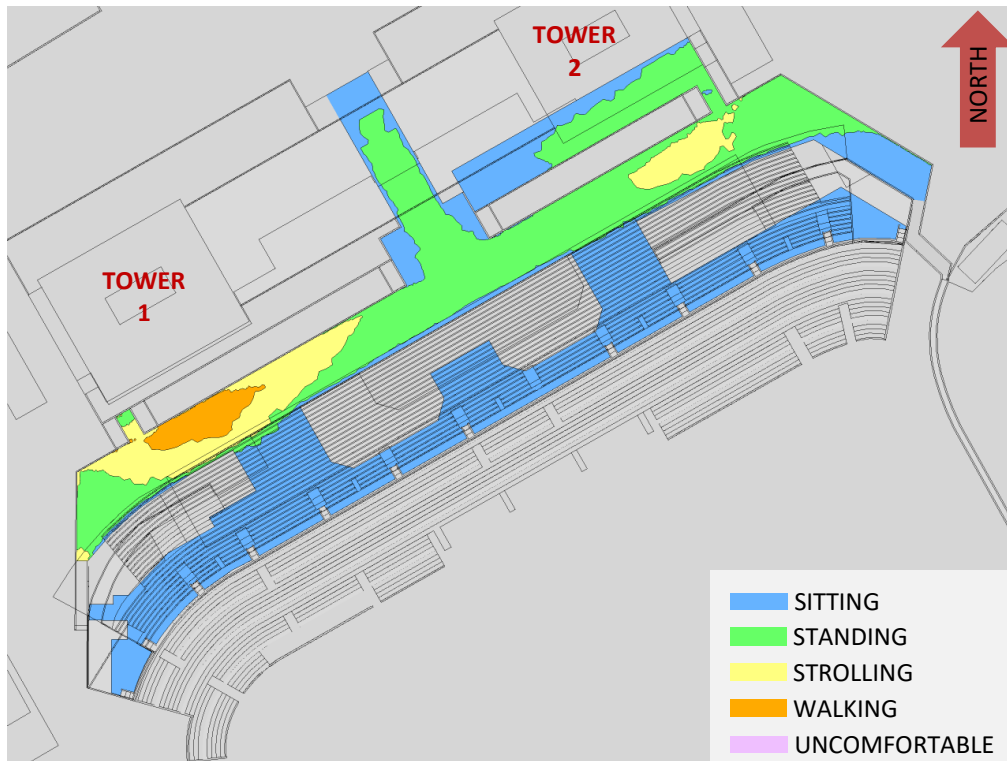 TOWER
2
NORTH
TOWER
1
SITTING
STANDING
STROLLING
WALKING
UNCOMFORTABLE